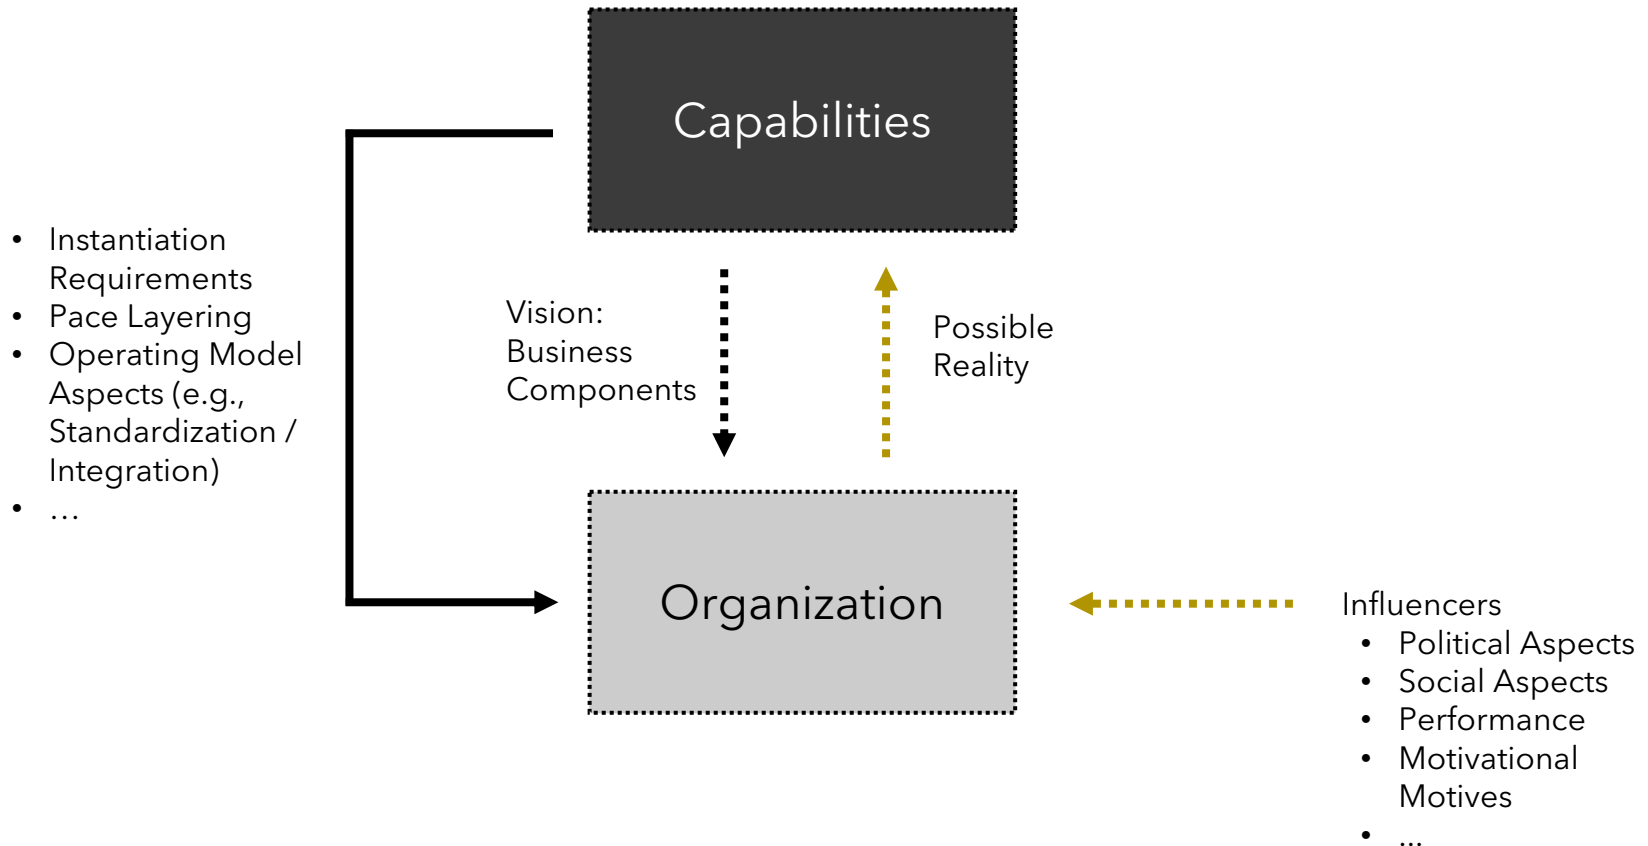 Capabilities
• Instantiation
Requirements
• Pace Layering
• Operating Model
Aspects (e.g.,
Standardization /
Integration)
• …
Vision:
Business
Components
Possible
Reality
Organization
Influencers
• Political Aspects
• Social Aspects
• Performance
• Motivational
Motives
• ...